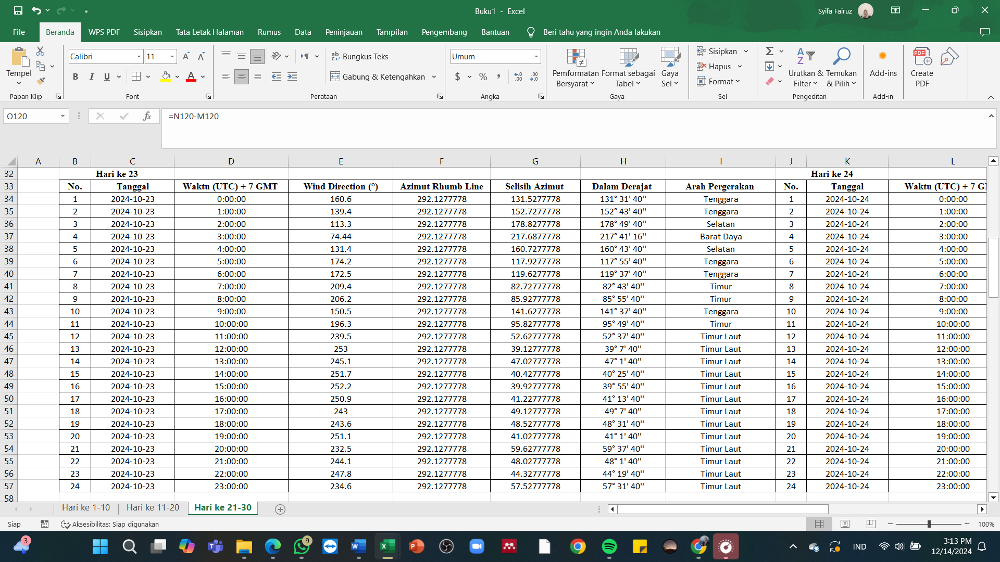 Buku1 - Excel
Syifa Fairuz
File Beranda WPS PDF Sisipkan Tata Letak Halaman Rumus Data Peninjauan Tampilan Pengembang Bantuan Beri tahu yang ingin Anda lakukan
Tempel
Papan Klip
Calibri 11
B I U
Font
Bungkus Teks
Gabung & Ketengahkan
Perataan
Umum
$ % ,
Angka
Pemformatan Bersyarat
Format sebagai Tabel
Gaya Sel
Gaya
Sisipkan
Hapus
Format
Sel
Urutkan & Filter
Temukan & Pilih
Pengeditan
Add-ins
Add-in
Create PDF
O120 fx =N120-M120
A B C D E F G H I J K L
32 Hari ke 23 Hari ke 24
33 No. Tanggal Waktu (UTC) + 7 GMT Wind Direction (°) Azimut Rhumb Line Selisih Azimut Dalam Derajat Arah Pergerakan No. Tanggal Waktu (UTC) + 7 GM
34 1 2024-10-23 0:00:00 160.6 292.1277778 131.5277778 131° 31' 40'' Tenggara 1 2024-10-24 0:00:00
35 2 2024-10-23 1:00:00 139.4 292.1277778 152.7277778 152° 43' 40'' Tenggara 2 2024-10-24 1:00:00
36 3 2024-10-23 2:00:00 113.3 292.1277778 178.8277778 178° 49' 40'' Selatan 3 2024-10-24 2:00:00
37 4 2024-10-23 3:00:00 74.44 292.1277778 217.6877778 217° 41' 16'' Barat Daya 4 2024-10-24 3:00:00
38 5 2024-10-23 4:00:00 131.4 292.1277778 160.7277778 160° 43' 40'' Selatan 5 2024-10-24 4:00:00
39 6 2024-10-23 5:00:00 174.2 292.1277778 117.9277778 117° 55' 40'' Tenggara 6 2024-10-24 5:00:00
40 7 2024-10-23 6:00:00 172.5 292.1277778 119.6277778 119° 37' 40'' Tenggara 7 2024-10-24 6:00:00
41 8 2024-10-23 7:00:00 209.4 292.1277778 82.72777778 82° 43' 40'' Timur 8 2024-10-24 7:00:00
42 9 2024-10-23 8:00:00 206.2 292.1277778 85.92777778 85° 55' 40'' Timur 9 2024-10-24 8:00:00
43 10 2024-10-23 9:00:00 150.5 292.1277778 141.6277778 141° 37' 40'' Tenggara 10 2024-10-24 9:00:00
44 11 2024-10-23 10:00:00 196.3 292.1277778 95.82777778 95° 49' 40'' Timur 11 2024-10-24 10:00:00
45 12 2024-10-23 11:00:00 239.5 292.1277778 52.62777778 52° 37' 40'' Timur Laut 12 2024-10-24 11:00:00
46 13 2024-10-23 12:00:00 253 292.1277778 39.12777778 39° 7' 40'' Timur Laut 13 2024-10-24 12:00:00
47 14 2024-10-23 13:00:00 245.1 292.1277778 47.02777778 47° 1' 40'' Timur Laut 14 2024-10-24 13:00:00
48 15 2024-10-23 14:00:00 251.7 292.1277778 40.42777778 40° 25' 40'' Timur Laut 15 2024-10-24 14:00:00
49 16 2024-10-23 15:00:00 252.2 292.1277778 39.92777778 39° 55' 40'' Timur Laut 16 2024-10-24 15:00:00
50 17 2024-10-23 16:00:00 250.9 292.1277778 41.22777778 41° 13' 40'' Timur Laut 17 2024-10-24 16:00:00
51 18 2024-10-23 17:00:00 243 292.1277778 49.12777778 49° 7' 40'' Timur Laut 18 2024-10-24 17:00:00
52 19 2024-10-23 18:00:00 243.6 292.1277778 48.52777778 48° 31' 40'' Timur Laut 19 2024-10-24 18:00:00
53 20 2024-10-23 19:00:00 251.1 292.1277778 41.02777778 41° 1' 40'' Timur Laut 20 2024-10-24 19:00:00
54 21 2024-10-23 20:00:00 232.5 292.1277778 59.62777778 59° 37' 40'' Timur Laut 21 2024-10-24 20:00:00
55 22 2024-10-23 21:00:00 244.1 292.1277778 48.02777778 48° 1' 40'' Timur Laut 22 2024-10-24 21:00:00
56 23 2024-10-23 22:00:00 247.8 292.1277778 44.32777778 44° 19' 40'' Timur Laut 23 2024-10-24 22:00:00
57 24 2024-10-23 23:00:00 234.6 292.1277778 57.52777778 57° 31' 40'' Timur Laut 24 2024-10-24 23:00:00
58
Hari ke 1-10 Hari ke 11-20 Hari ke 21-30
Siap Aksesibilitas: Siap digunakan 100%
3 9 IND 3:13 PM
12/14/2024